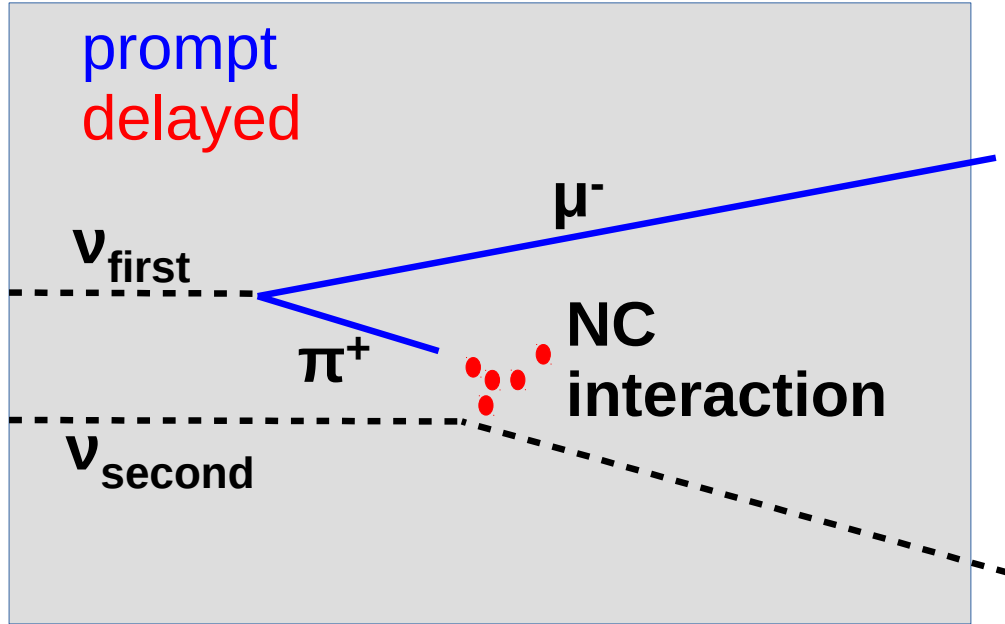 prompt
delayed
μ⁻
ν_first
NC
interaction
π⁺
ν_second